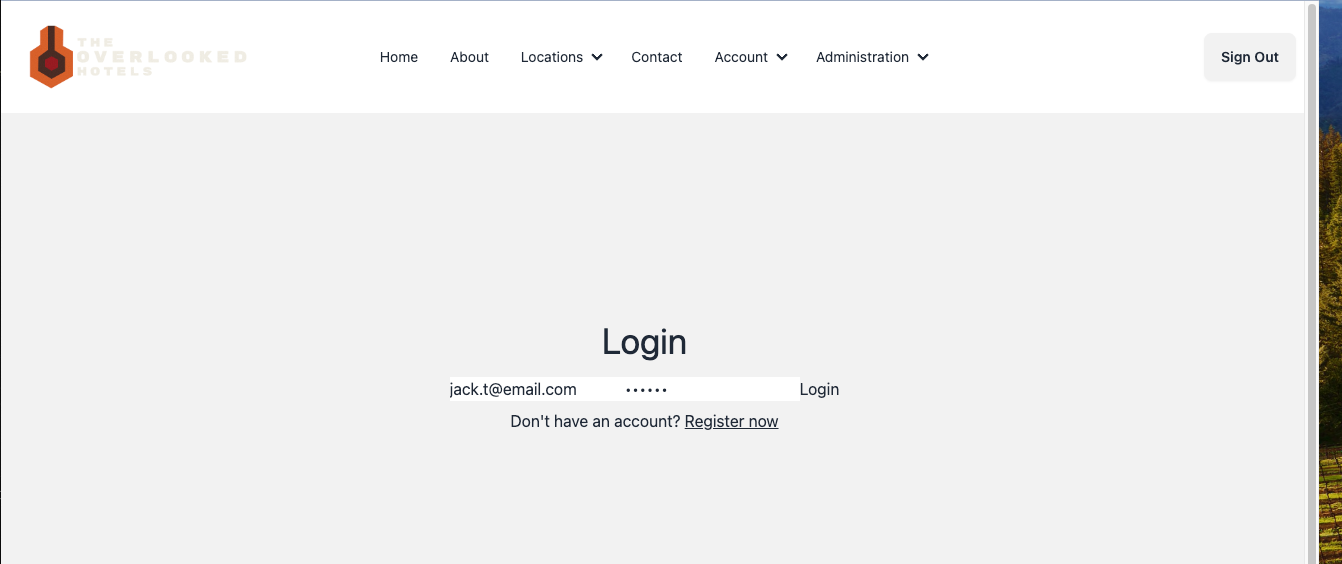 THE
OVERLOOKED
HOTELS
Home About Locations Contact Account Administration Sign Out
Login
jack.t@email.com •••••• Login
Don't have an account? Register now